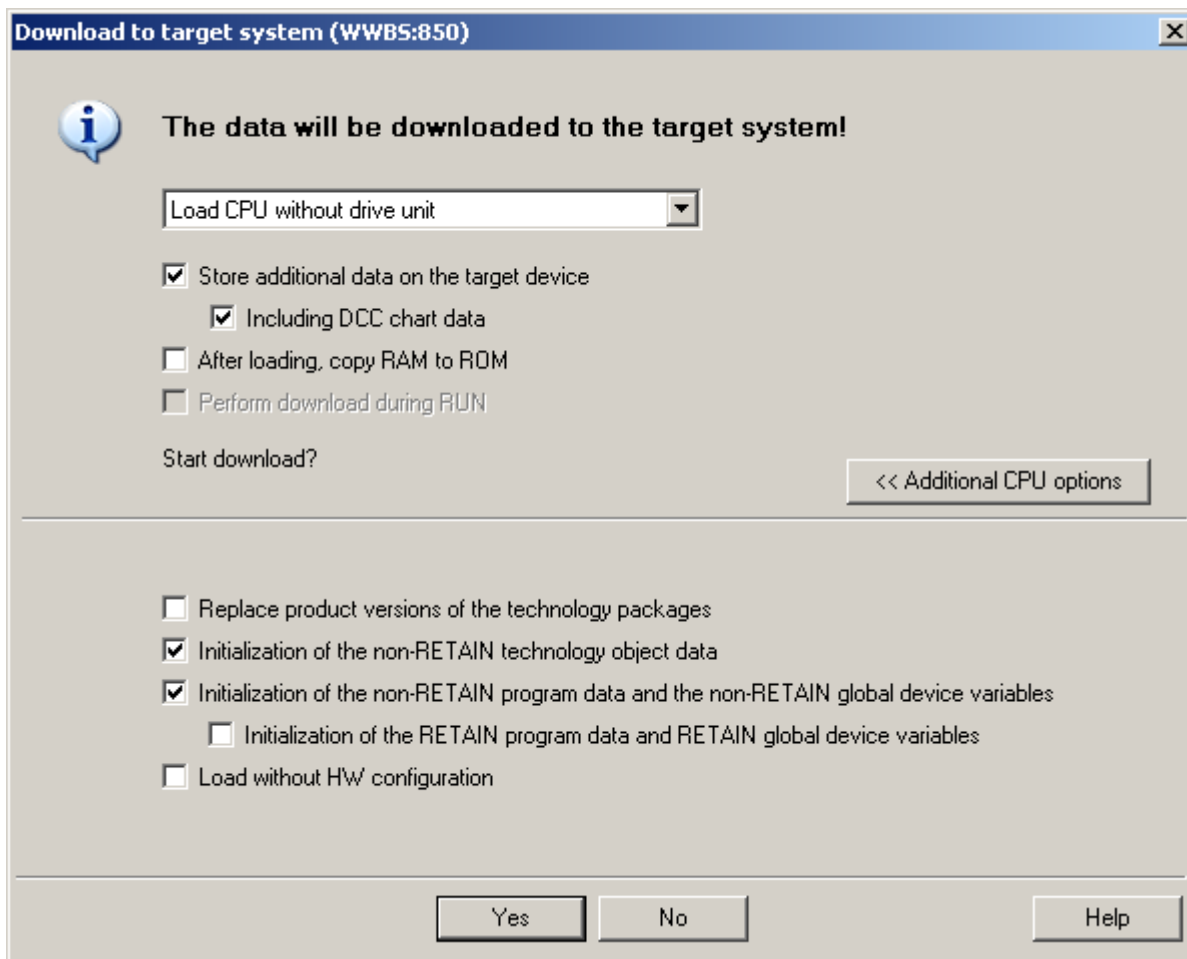 Download to target system (WWBS:850)
The data will be downloaded to the target system!
Load CPU without drive unit
Store additional data on the target device
Including DCC chart data
After loading, copy RAM to ROM
Perform download during RUN
Start download?
<< Additional CPU options
Replace product versions of the technology packages
Initialization of the non-RETAIN technology object data
Initialization of the non-RETAIN program data and the non-RETAIN global device variables
Initialization of the RETAIN program data and RETAIN global device variables
Load without HW configuration
Yes No Help